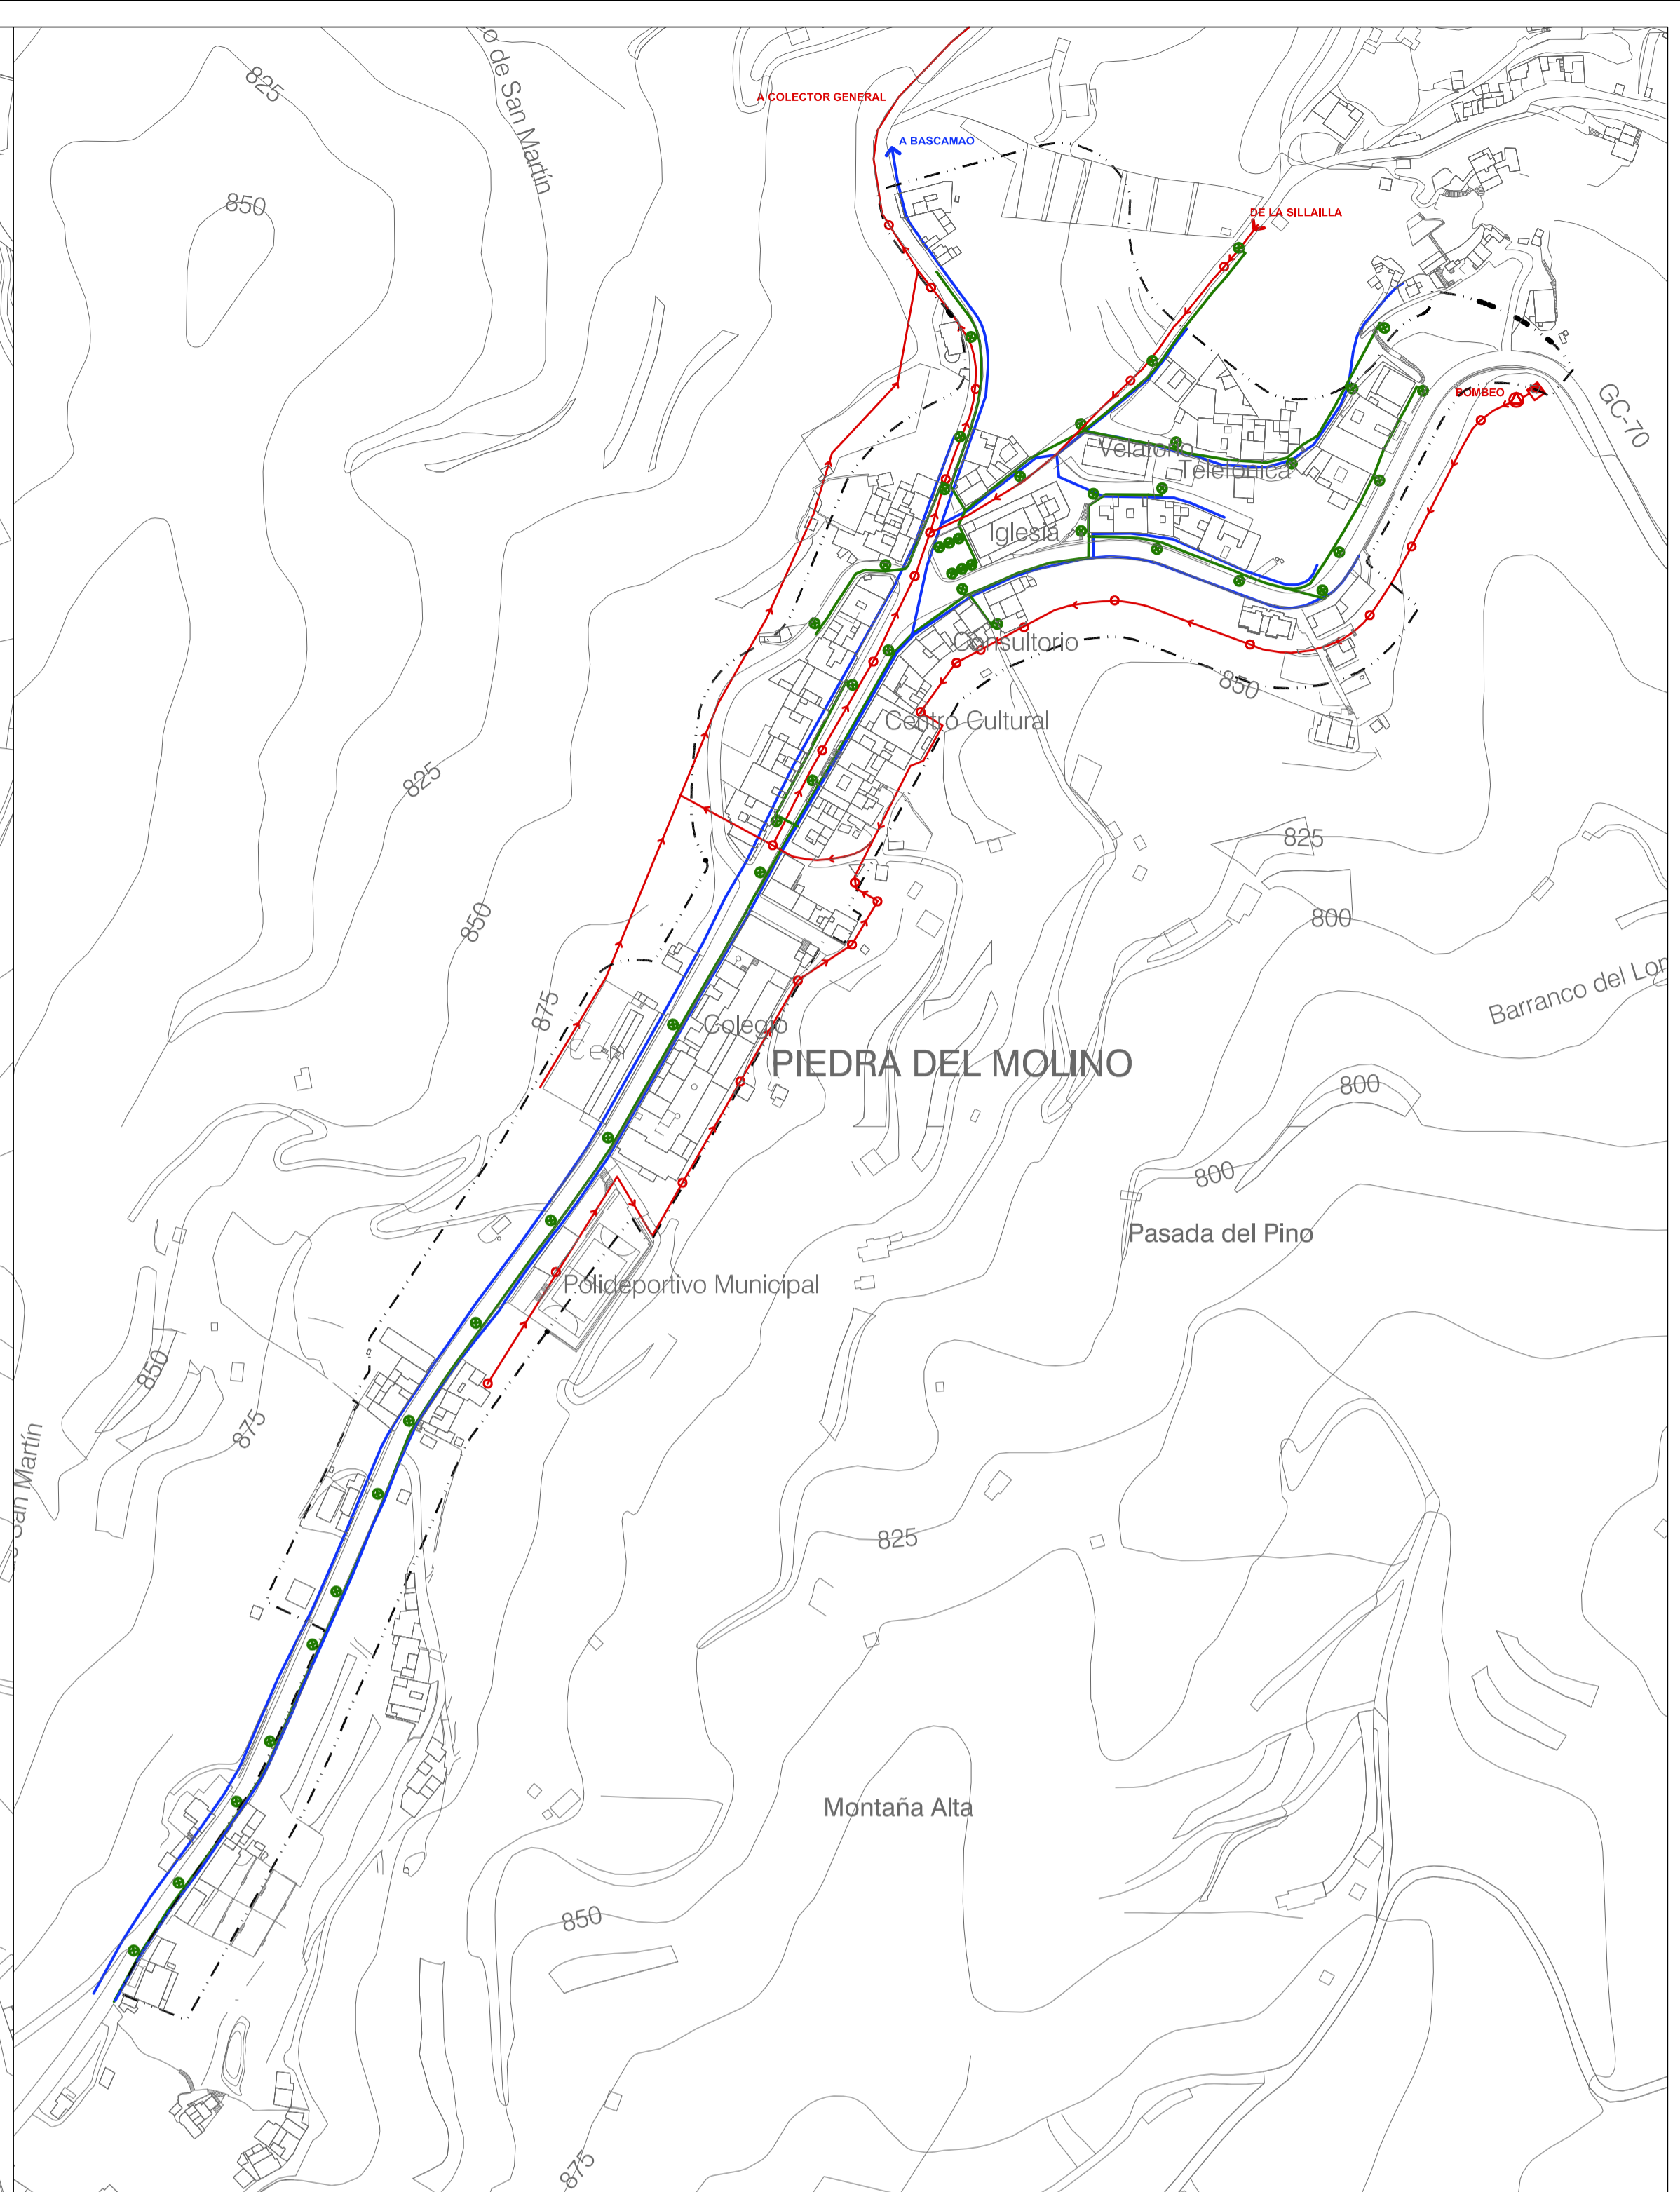 825
o de San Martín
A COLECTOR GENERAL
A BASCAMAO
850
DE LA SILLAILLA
BOMBEO
GC-70
Velatorio
Telefónica
Iglesia
Consultorio
850
Centro Cultural
825
825
850
800
Barranco del Lor
875
Colegio
PIEDRA DEL MOLINO
800
800
Pasada del Pino
Polideportivo Municipal
850
875
San Martín
825
Montaña Alta
850
875